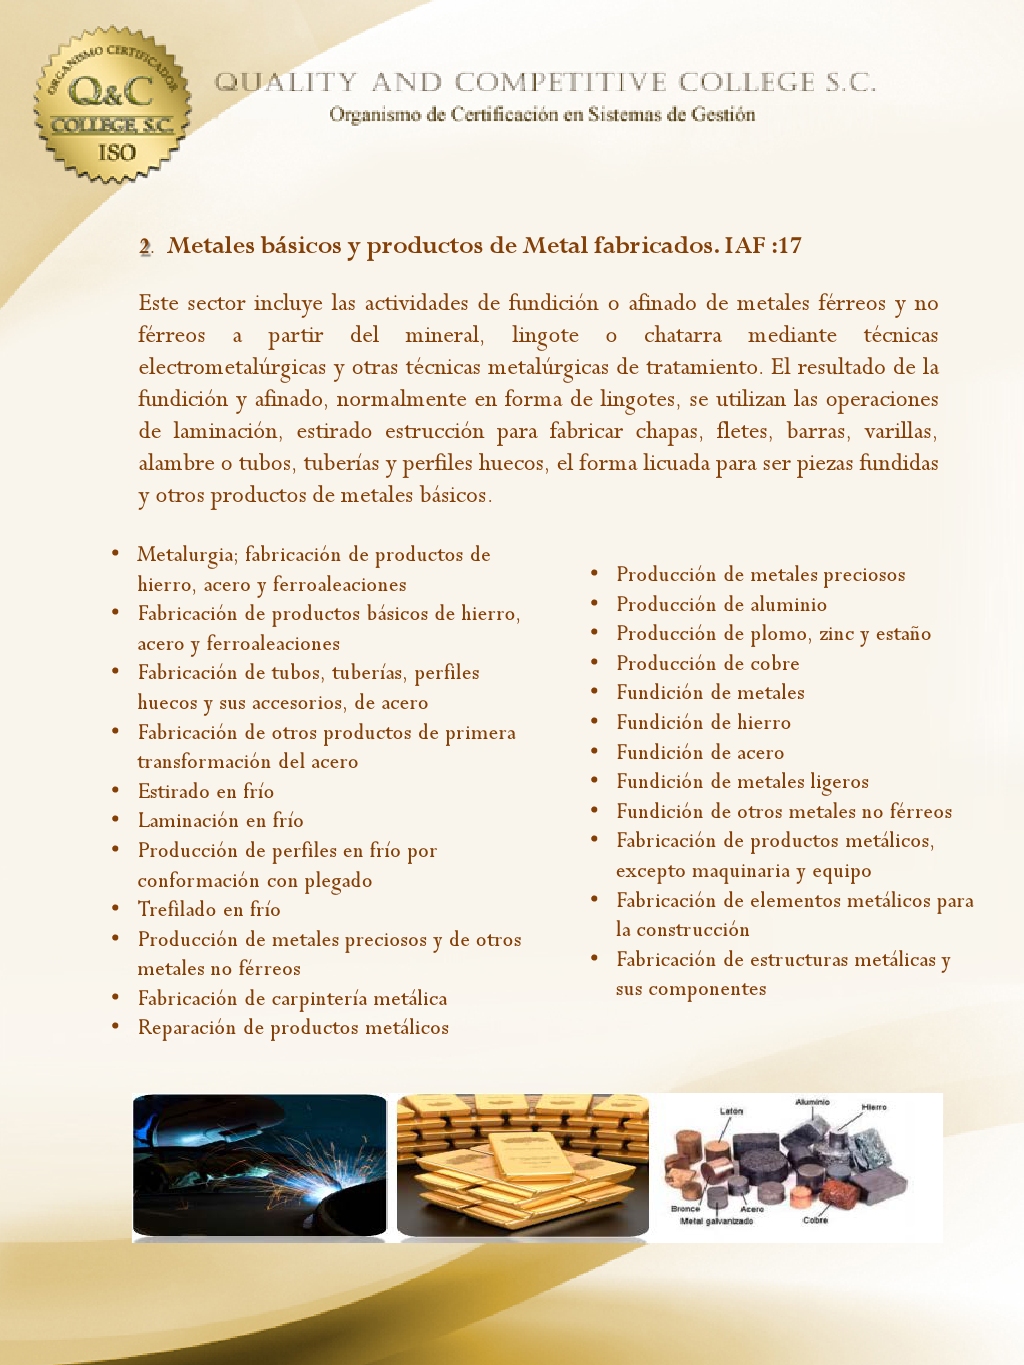 ORGANISMO CERTIFICADOR
Q&C
COLLEGE, S.C.
ISO
QUALITY AND COMPETITIVE COLLEGE S.C.
Organismo de Certificación en Sistemas de Gestión
2. Metales básicos y productos de Metal fabricados. IAF :17
Este sector incluye las actividades de fundición o afinado de metales férreos y no
férreos a partir del mineral, lingote o chatarra mediante técnicas
electrometalúrgicas y otras técnicas metalúrgicas de tratamiento. El resultado de la
fundición y afinado, normalmente en forma de lingotes, se utilizan las operaciones
de laminación, estirado estrucción para fabricar chapas, fletes, barras, varillas,
alambre o tubos, tuberías y perfiles huecos, el forma licuada para ser piezas fundidas
y otros productos de metales básicos.
• Metalurgia; fabricación de productos de
hierro, acero y ferroaleaciones
• Fabricación de productos básicos de hierro,
acero y ferroaleaciones
• Fabricación de tubos, tuberías, perfiles
huecos y sus accesorios, de acero
• Fabricación de otros productos de primera
transformación del acero
• Estirado en frío
• Laminación en frío
• Producción de perfiles en frío por
conformación con plegado
• Trefilado en frío
• Producción de metales preciosos y de otros
metales no férreos
• Fabricación de carpintería metálica
• Reparación de productos metálicos
• Producción de metales preciosos
• Producción de aluminio
• Producción de plomo, zinc y estaño
• Producción de cobre
• Fundición de metales
• Fundición de hierro
• Fundición de acero
• Fundición de metales ligeros
• Fundición de otros metales no férreos
• Fabricación de productos metálicos,
excepto maquinaria y equipo
• Fabricación de elementos metálicos para
la construcción
• Fabricación de estructuras metálicas y
sus componentes
Latón
Aluminio
Hierro
Bronce
Metal galvanizado
Acero
Cobre